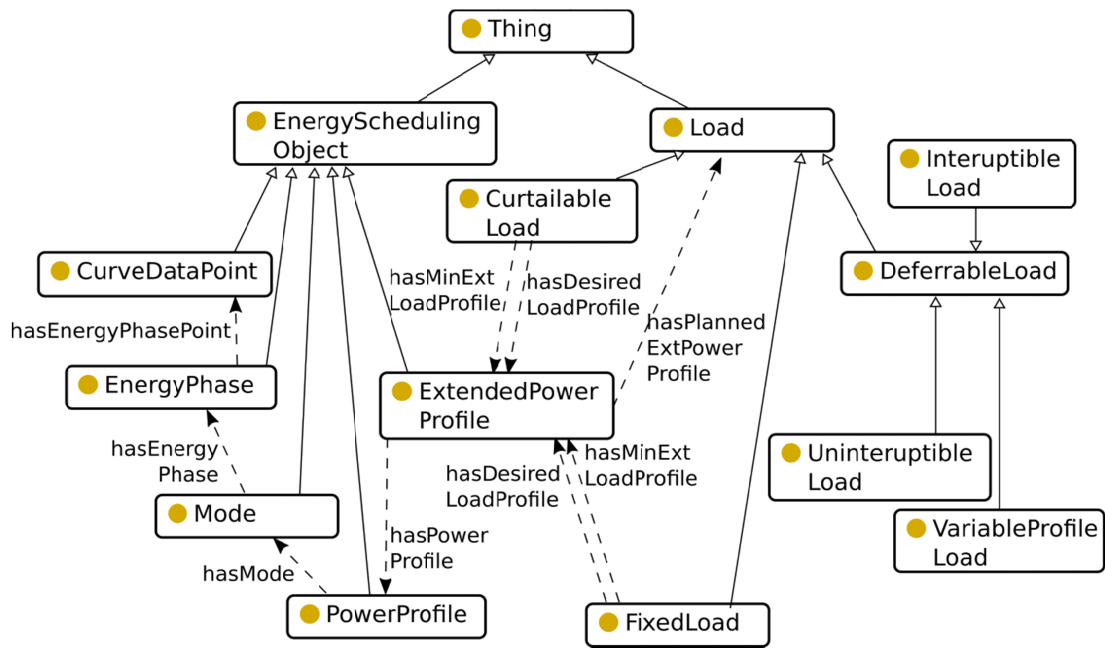 Thing
EnergyScheduling
Object
Load
Interuptible
Load
Curtailable
Load
CurveDataPoint
DeferrableLoad
hasMinExt
LoadProfile
hasDesired
LoadProfile
hasEnergyPhasePoint
hasPlanned
ExtPower
Profile
EnergyPhase
ExtendedPower
Profile
hasEnergy
Phase
hasDesired
LoadProfile
hasMinExt
LoadProfile
Uninteruptible
Load
Mode
hasPower
Profile
VariableProfile
Load
hasMode
PowerProfile
FixedLoad